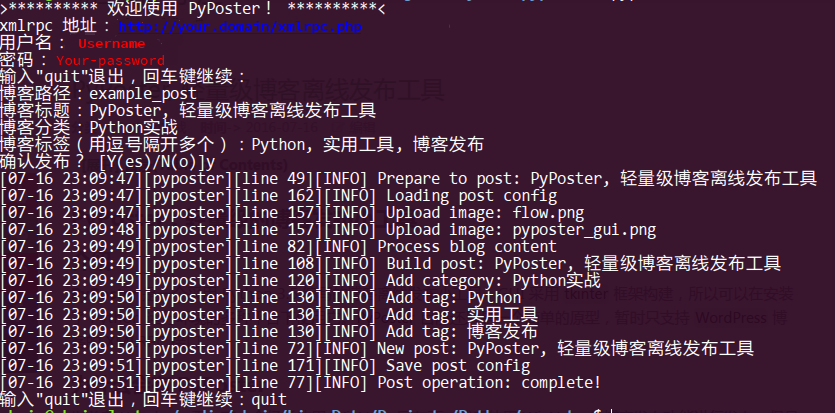 >********** 欢迎使用 PyPoster! **********<
xmlrpc 地址：http://your.domain/xmlrpc.php
用户名： Username
密码：Your-password
输入"quit"退出，回车键继续：
博客路径：example_post
博客标题：PyPoster, 轻量级博客离线发布工具
博客分类：Python实战
博客标签（用逗号隔开多个）：Python, 实用工具, 博客发布
确认发布？ [Y(es)/N(o)]y
[07-16 23:09:47][pyposter][line 49][INFO] Prepare to post: PyPoster, 轻量级博客离线发布工具
[07-16 23:09:47][pyposter][line 162][INFO] Loading post config
[07-16 23:09:47][pyposter][line 157][INFO] Upload image: flow.png
[07-16 23:09:48][pyposter][line 157][INFO] Upload image: pyposter_gui.png
[07-16 23:09:49][pyposter][line 82][INFO] Process blog content
[07-16 23:09:49][pyposter][line 108][INFO] Build post: PyPoster, 轻量级博客离线发布工具
[07-16 23:09:49][pyposter][line 120][INFO] Add category: Python实战
[07-16 23:09:50][pyposter][line 130][INFO] Add tag: Python
[07-16 23:09:50][pyposter][line 130][INFO] Add tag: 实用工具
[07-16 23:09:50][pyposter][line 130][INFO] Add tag: 博客发布
[07-16 23:09:50][pyposter][line 72][INFO] New post: PyPoster, 轻量级博客离线发布工具
[07-16 23:09:51][pyposter][line 171][INFO] Save post config
[07-16 23:09:51][pyposter][line 77][INFO] Post operation: complete!
输入"quit"退出，回车键继续：quit